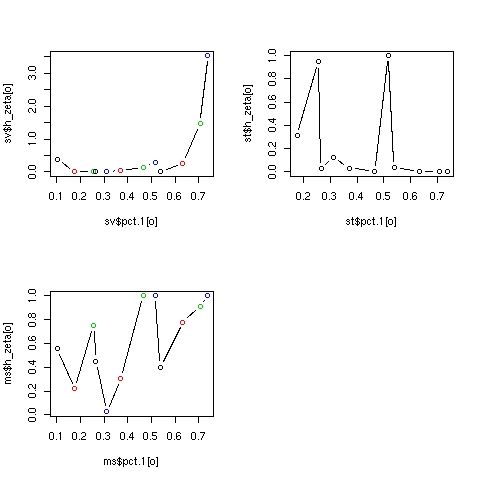 sv$h_zeta[o]
0.0 1.0 3.0
0.1 0.2 0.3 0.4 0.5 0.6 0.7
sv$pct.1[o]
st$h_zeta[o]
0.0 0.2 0.4 0.6 0.8 1.0
0.2 0.3 0.4 0.5 0.6 0.7
st$pct.1[o]
ms$h_zeta[o]
0.0 0.2 0.4 0.6 0.8 1.0
0.1 0.2 0.3 0.4 0.5 0.6 0.7
ms$pct.1[o]